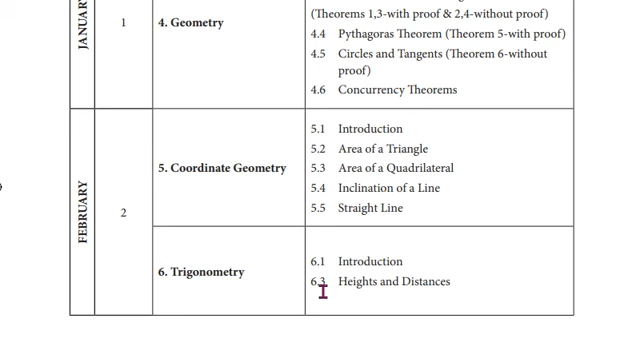 (Theorems 1,3-with proof & 2,4-without proof)
JANUARY
1
4. Geometry
4.4 Pythagoras Theorem (Theorem 5-with proof)
4.5 Circles and Tangents (Theorem 6-without
proof)
4.6 Concurrency Theorems
FEBRUARY
2
5. Coordinate Geometry
5.1 Introduction
5.2 Area of a Triangle
5.3 Area of a Quadrilateral
5.4 Inclination of a Line
5.5 Straight Line
6. Trigonometry
6.1 Introduction
6.3 Heights and Distances